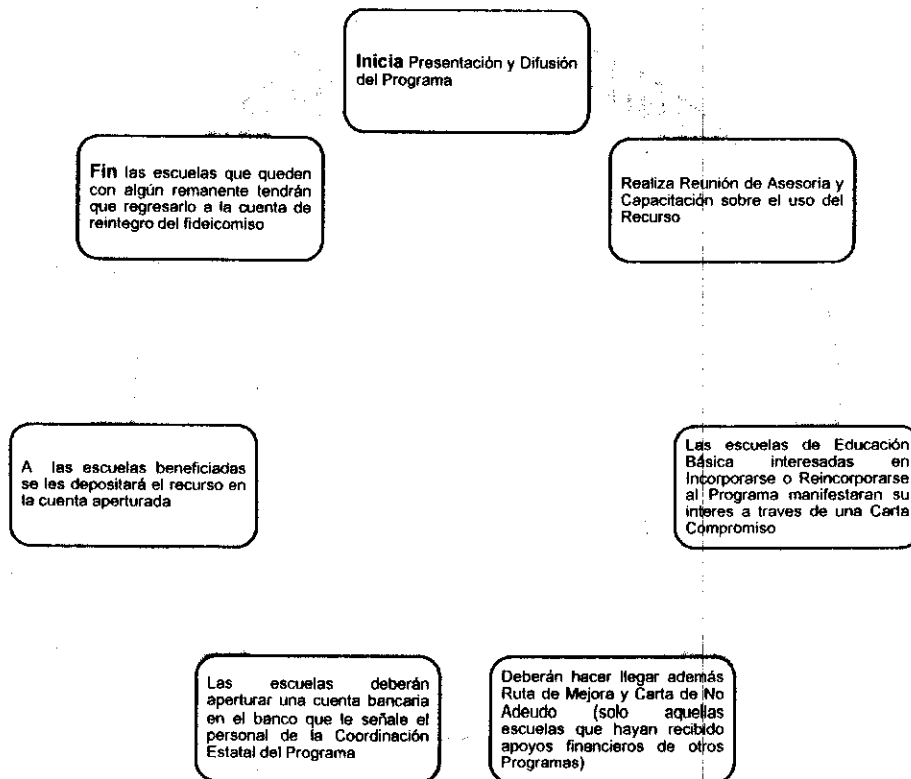 Inicia Presentación y Difusión
del Programa
Realiza Reunión de Asesoria y
Capacitación sobre el uso del
Recurso
Las escuelas de Educación
Básica interesadas en
Incorporarse o Reincorporarse
al Programa manifestaran su
interes a traves de una Carta
Compromiso
Deberán hacer llegar además
Ruta de Mejora y Carta de No
Adeudo (solo aquellas
escuelas que hayan recibido
apoyos financieros de otros
Programas)
Las escuelas deberán
aperturar una cuenta bancaria
en el banco que le señale el
personal de la Coordinación
Estatal del Programa
A las escuelas beneficiadas
se les depositará el recurso en
la cuenta aperturada
Fin las escuelas que queden
con algún remanente tendrán
que regresarlo a la cuenta de
reintegro del fideicomiso